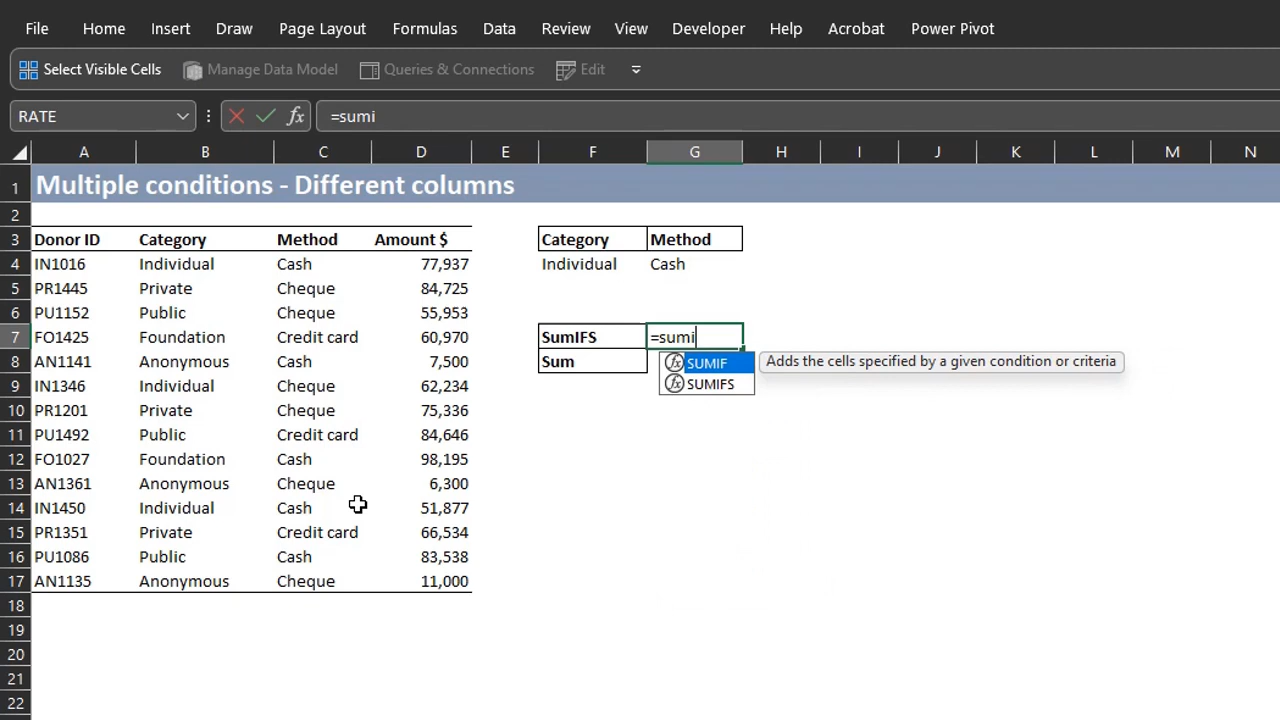 File Home Insert Draw Page Layout Formulas Data Review View Developer Help Acrobat Power Pivot
Select Visible Cells Manage Data Model Queries & Connections Edit
RATE fx =sumi
A B C D E F G H I J K L M N
1 Multiple conditions - Different columns
2
3 Donor ID Category Method Amount $ Category Method
4 IN1016 Individual Cash 77,937 Individual Cash
5 PR1445 Private Cheque 84,725
6 PU1152 Public Cheque 55,953
7 FO1425 Foundation Credit card 60,970 SumIFS =sumi
8 AN1141 Anonymous Cash 7,500 Sum fx SUMIF Adds the cells specified by a given condition or criteria
fx SUMIFS
9 IN1346 Individual Cheque 62,234
10 PR1201 Private Cheque 75,336
11 PU1492 Public Credit card 84,646
12 FO1027 Foundation Cash 98,195
13 AN1361 Anonymous Cheque 6,300
14 IN1450 Individual Cash 51,877
15 PR1351 Private Credit card 66,534
16 PU1086 Public Cash 83,538
17 AN1135 Anonymous Cheque 11,000
18
19
20
21
22